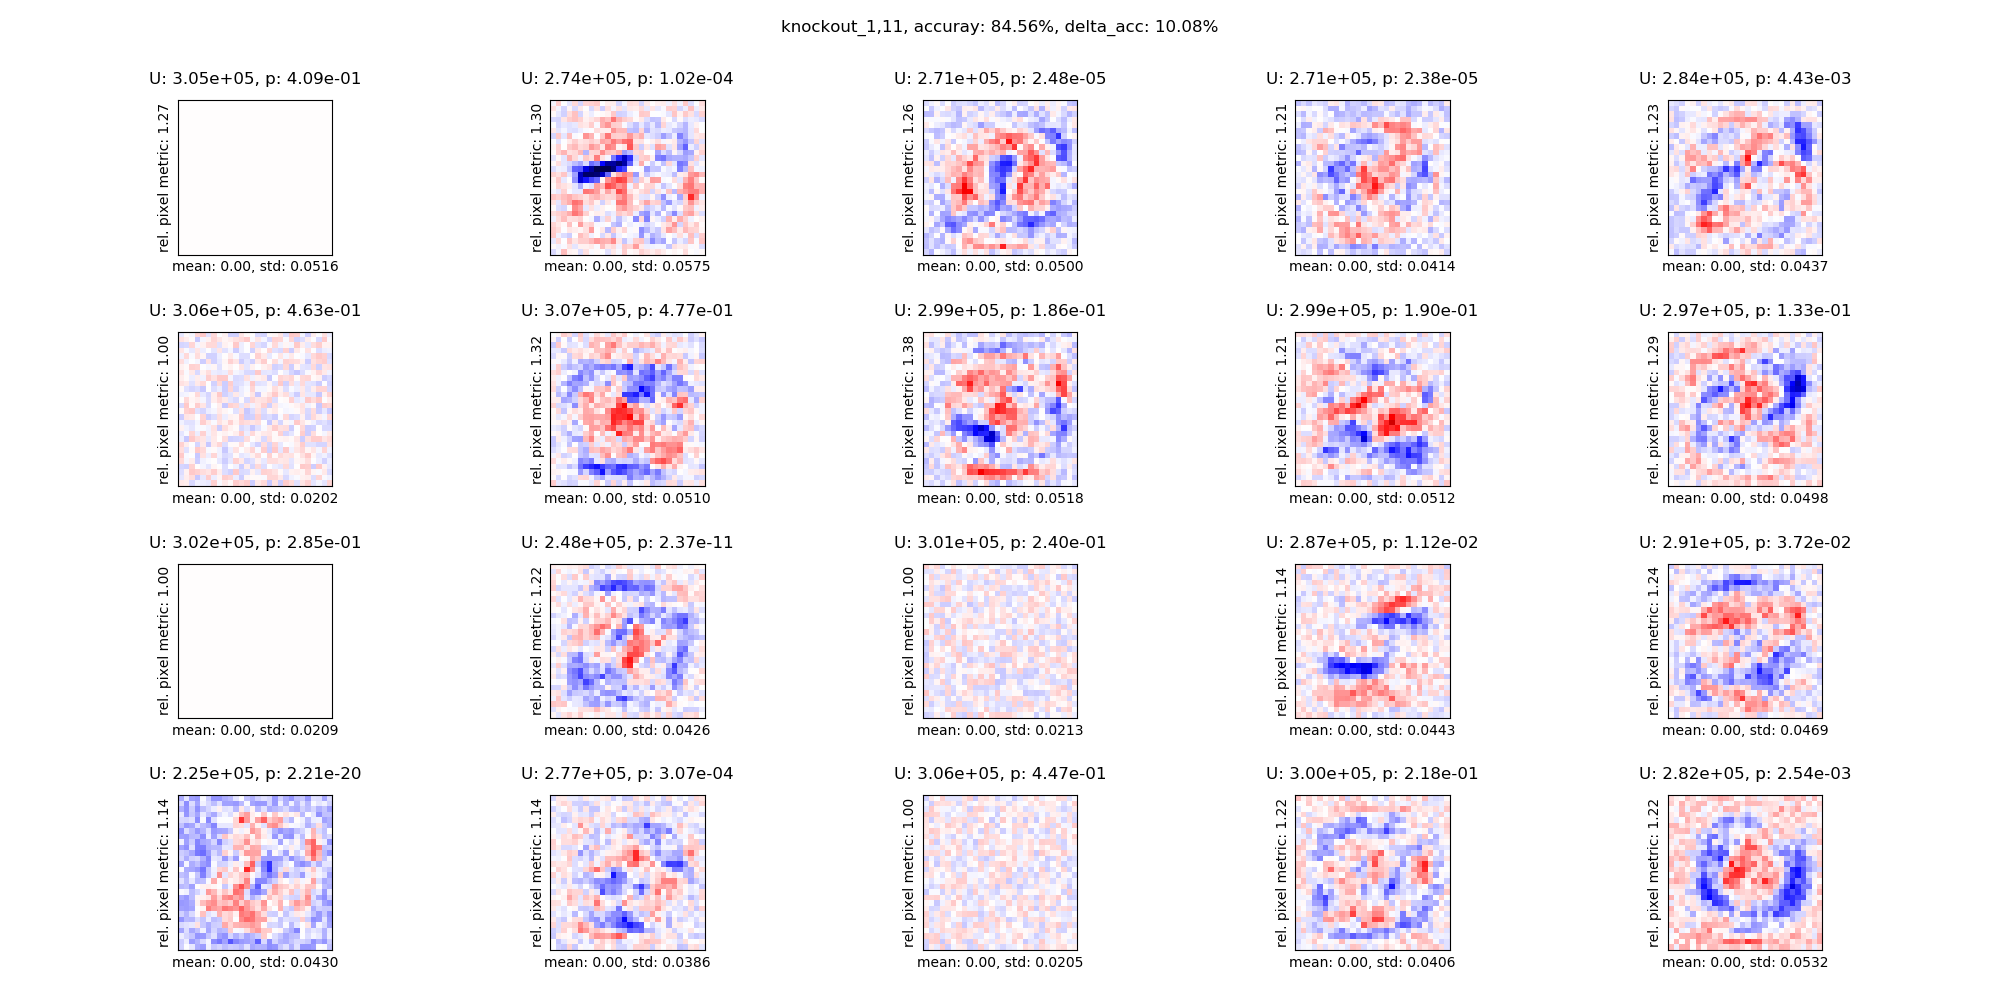 knockout_1,11, accuray: 84.56%, delta_acc: 10.08%
U: 3.05e+05, p: 4.09e-01
rel. pixel metric: 1.27
mean: 0.00, std: 0.0516
U: 2.74e+05, p: 1.02e-04
rel. pixel metric: 1.30
mean: 0.00, std: 0.0575
U: 2.71e+05, p: 2.48e-05
rel. pixel metric: 1.26
mean: 0.00, std: 0.0500
U: 2.71e+05, p: 2.38e-05
rel. pixel metric: 1.21
mean: 0.00, std: 0.0414
U: 2.84e+05, p: 4.43e-03
rel. pixel metric: 1.23
mean: 0.00, std: 0.0437
U: 3.06e+05, p: 4.63e-01
rel. pixel metric: 1.00
mean: 0.00, std: 0.0202
U: 3.07e+05, p: 4.77e-01
rel. pixel metric: 1.32
mean: 0.00, std: 0.0510
U: 2.99e+05, p: 1.86e-01
rel. pixel metric: 1.38
mean: 0.00, std: 0.0518
U: 2.99e+05, p: 1.90e-01
rel. pixel metric: 1.21
mean: 0.00, std: 0.0512
U: 2.97e+05, p: 1.33e-01
rel. pixel metric: 1.29
mean: 0.00, std: 0.0498
U: 3.02e+05, p: 2.85e-01
rel. pixel metric: 1.00
mean: 0.00, std: 0.0209
U: 2.48e+05, p: 2.37e-11
rel. pixel metric: 1.22
mean: 0.00, std: 0.0426
U: 3.01e+05, p: 2.40e-01
rel. pixel metric: 1.00
mean: 0.00, std: 0.0213
U: 2.87e+05, p: 1.12e-02
rel. pixel metric: 1.14
mean: 0.00, std: 0.0443
U: 2.91e+05, p: 3.72e-02
rel. pixel metric: 1.24
mean: 0.00, std: 0.0469
U: 2.25e+05, p: 2.21e-20
rel. pixel metric: 1.14
mean: 0.00, std: 0.0430
U: 2.77e+05, p: 3.07e-04
rel. pixel metric: 1.14
mean: 0.00, std: 0.0386
U: 3.06e+05, p: 4.47e-01
rel. pixel metric: 1.00
mean: 0.00, std: 0.0205
U: 3.00e+05, p: 2.18e-01
rel. pixel metric: 1.22
mean: 0.00, std: 0.0406
U: 2.82e+05, p: 2.54e-03
rel. pixel metric: 1.22
mean: 0.00, std: 0.0532